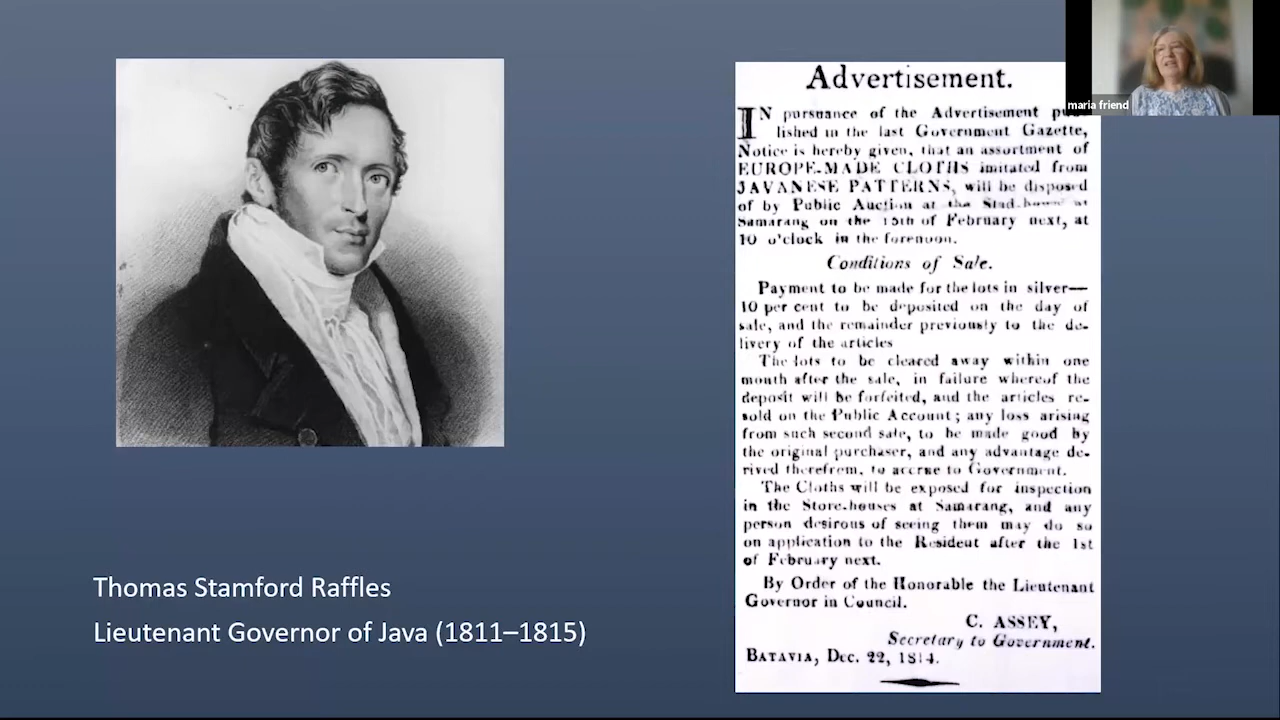 maria friend
Advertisement.
IN pursuance of the Advertisement
lished in the last Government Gazette,
Notice is hereby given, that an assortment of
EUROPE-MADE CLOTHS imitated from
JAVANESE PATTERNS, will be disposed
of by Public Auction at the Stad-house at
Samarang on the 15th of February next, at
10 o'clock in the forenoon.
Conditions of Sale.
Payment to be made for the lots in silver—
10 per cent to be deposited on the day of
sale, and the remainder previously to the de-
livery of the articles
The lots to be cleared away within one
month after the sale, in failure whereof the
deposit will be forfeited, and the articles re-
sold on the Public Account; any loss arising
from such second sale, to be made good by
the original purchaser, and any advantage de-
rived therefrem, to accrue to Government.
The Cloths will be exposed for inspection
in the Store-houses at Samarang, and any
person desirous of seeing them may do so
on application to the Resident after the 1st
of February next.
By Order of the Honorable the Lieutenant
Governor in Council.
C. ASSEY,
Secretary to Government.
BATAVIA, Dec. 22, 1814.
Thomas Stamford Raffles
Lieutenant Governor of Java (1811–1815)